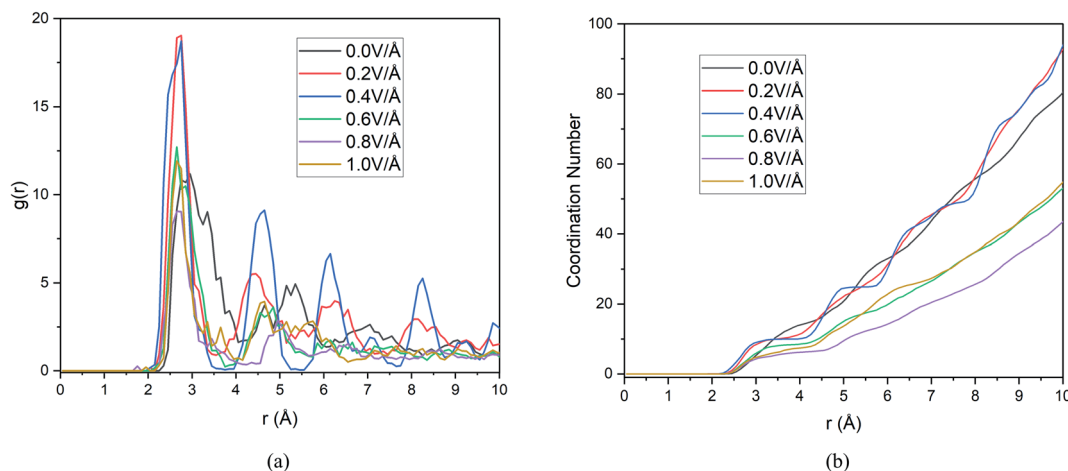 20
15
10
5
0
g(r)
0 1 2 3 4 5 6 7 8 9 10
r (Å)
0.0V/Å
0.2V/Å
0.4V/Å
0.6V/Å
0.8V/Å
1.0V/Å
(a)
100
80
60
40
20
0
Coordination Number
0 1 2 3 4 5 6 7 8 9 10
r (Å)
0.0V/Å
0.2V/Å
0.4V/Å
0.6V/Å
0.8V/Å
1.0V/Å
(b)